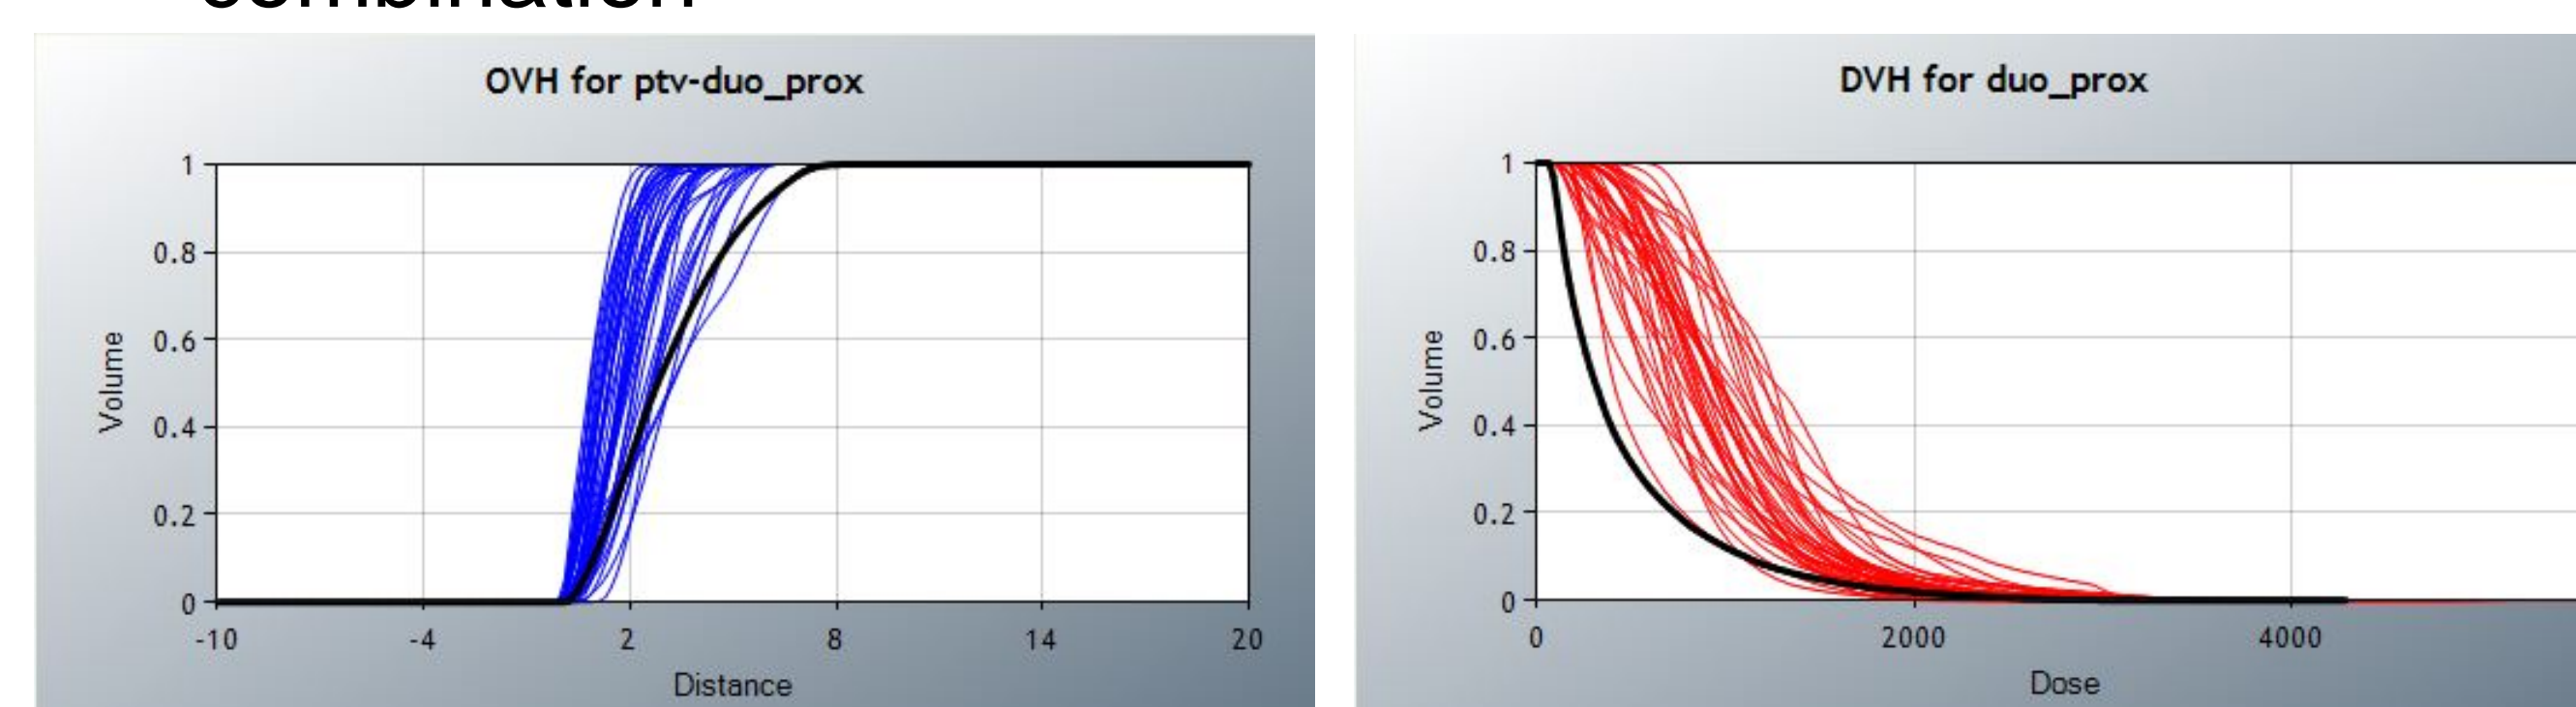 combination
OVH for ptv-duo_prox
1
0.8
0.6
0.4
0.2
0
Volume
-10 -4 2 8 14 20
Distance
DVH for duo_prox
1
0.8
0.6
0.4
0.2
0
Volume
0 2000 4000
Dose